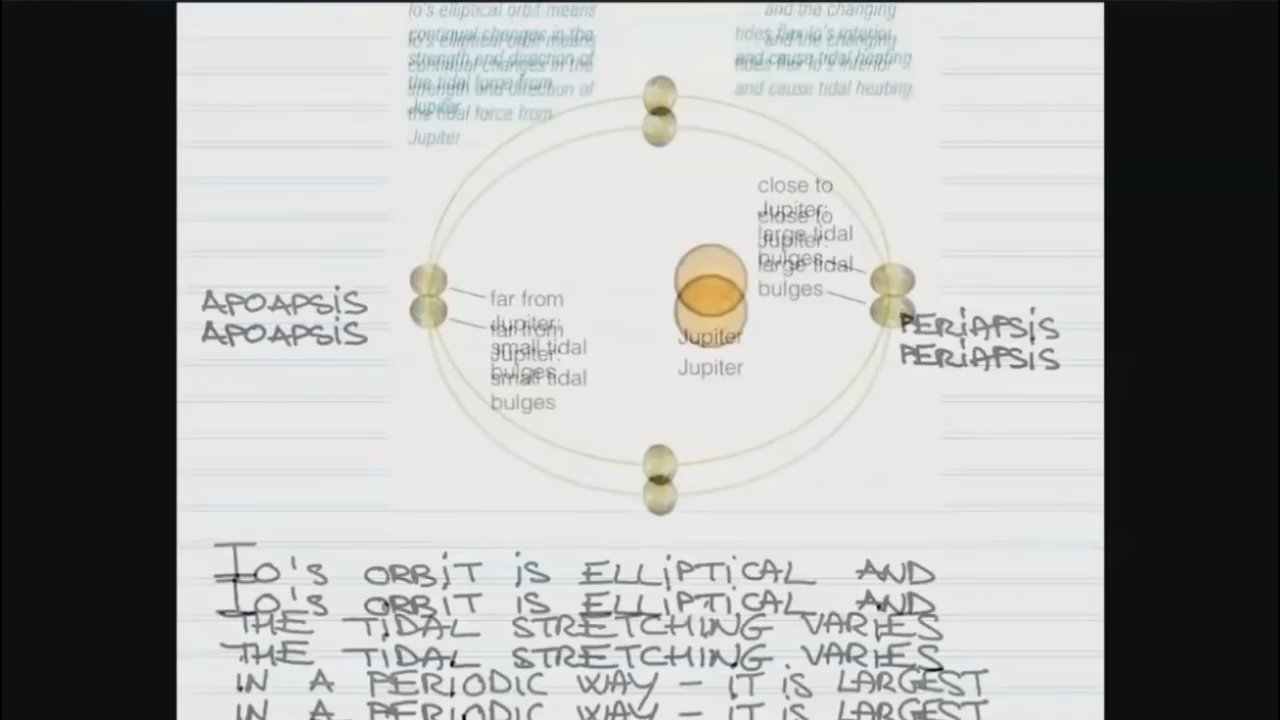 Io's elliptical orbit means
continual changes in the
strength and direction of
the tidal force from
Jupiter
and the changing
tides flex Io's interior
and cause tidal heating
close to
Jupiter:
large tidal
bulges
far from
Jupiter:
small tidal
bulges
Jupiter
APOAPSIS
PERIAPSIS
IO'S ORBIT IS ELLIPTICAL AND
THE TIDAL STRETCHING VARIES
IN A PERIODIC WAY – IT IS LARGEST